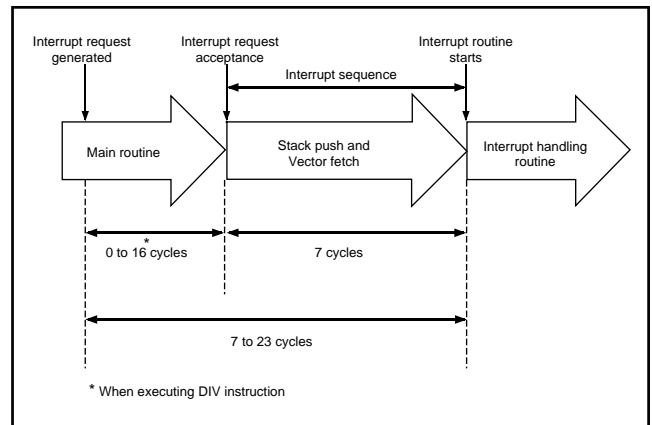 Interrupt request
generated
Interrupt request
acceptance
Interrupt routine
starts
Interrupt sequence
Main routine
Stack push and
Vector fetch
Interrupt handling
routine
*
0 to 16 cycles
7 cycles
7 to 23 cycles
* When executing DIV instruction